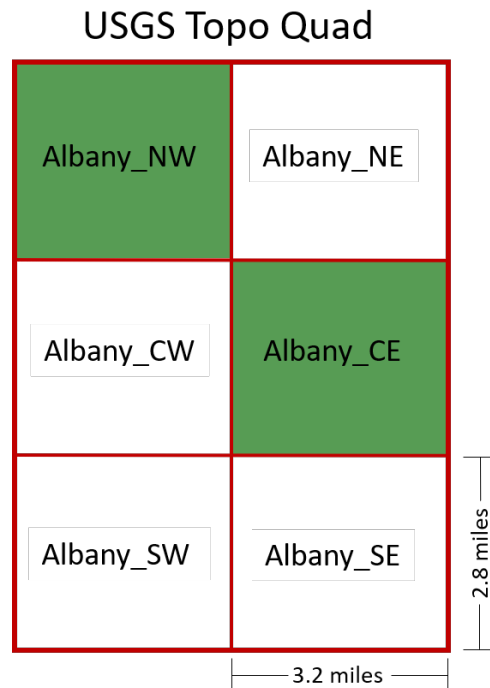 USGS Topo Quad
Albany_NW
Albany_NE
Albany_CW
Albany_CE
Albany_SW
Albany_SE
2.8 miles
3.2 miles